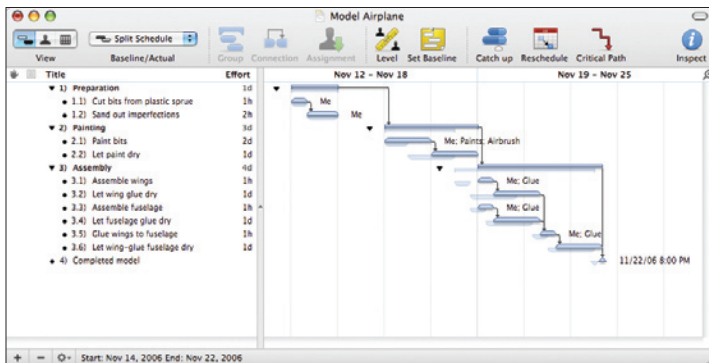 Model Airplane
Split Schedule
View Baseline/Actual Group Connection Assignment Level Set Baseline Catch up Reschedule Critical Path Inspect
Title Effort Nov 12 – Nov 18 Nov 19 – Nov 25
1) Preparation 1d
1.1) Cut bits from plastic sprue 1h Me
1.2) Sand out imperfections 2h Me
2) Painting 3d
2.1) Paint bits 2d Me; Paints; Airbrush
2.2) Let paint dry 1d
3) Assembly 4d
3.1) Assemble wings 1h Me; Glue
3.2) Let wing glue dry 1d
3.3) Assemble fuselage 1h Me; Glue
3.4) Let fuselage glue dry 1d
3.5) Glue wings to fuselage 1h Me; Glue
3.6) Let wing-glue fuselage dry 1d
4) Completed model 11/22/06 8:00 PM
Start: Nov 14, 2006 End: Nov 22, 2006